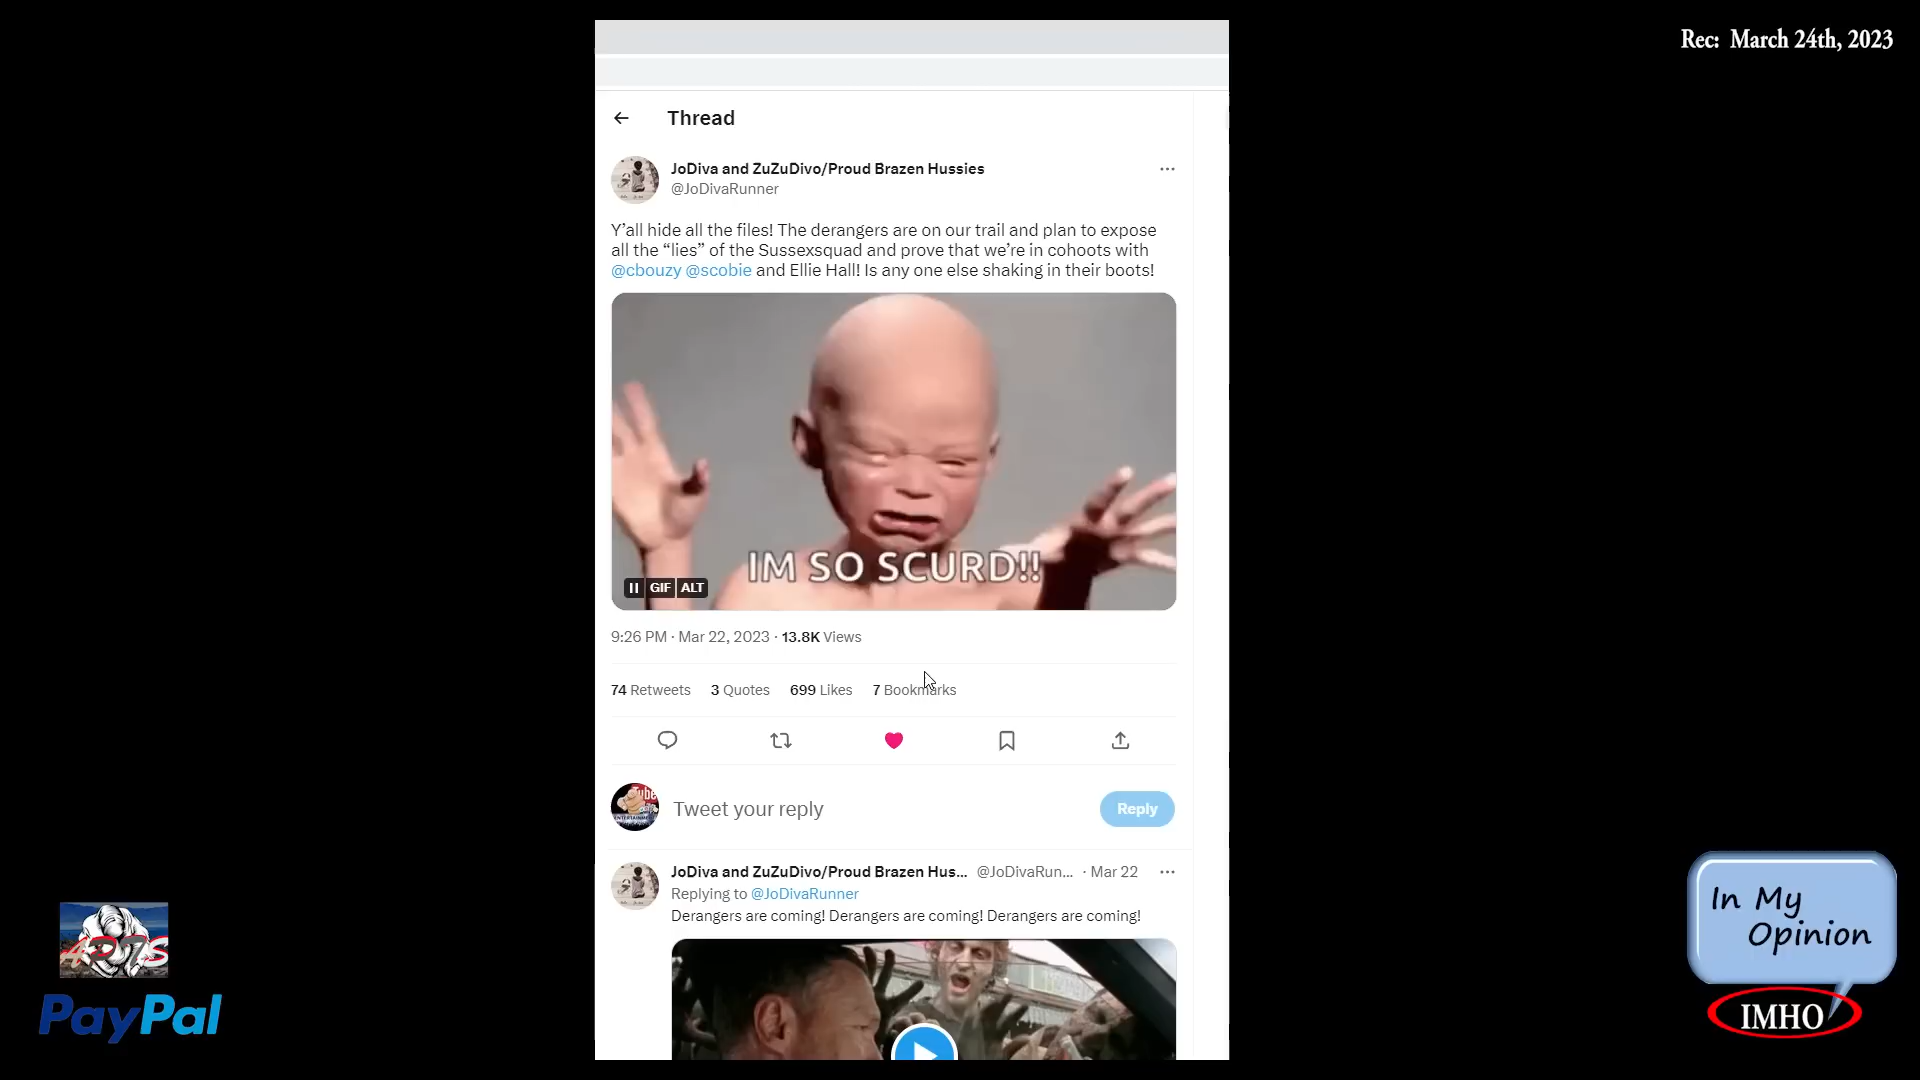 Rec: March 24th, 2023
Thread
JoDiva and ZuZuDivo/Proud Brazen Hussies
@JoDivaRunner
Y’all hide all the files! The derangers are on our trail and plan to expose
all the “lies” of the Sussexsquad and prove that we’re in cohoots with
@cbouzy @scobie and Ellie Hall! Is any one else shaking in their boots!
IM SO SCURD!!
GIF ALT
9:26 PM · Mar 22, 2023 · 13.8K Views
74 Retweets 3 Quotes 699 Likes 7 Bookmarks
Tweet your reply
Reply
JoDiva and ZuZuDivo/Proud Brazen Hus... @JoDivaRun... · Mar 22
Replying to @JoDivaRunner
Derangers are coming! Derangers are coming! Derangers are coming!
PayPal
In My
Opinion
IMHO